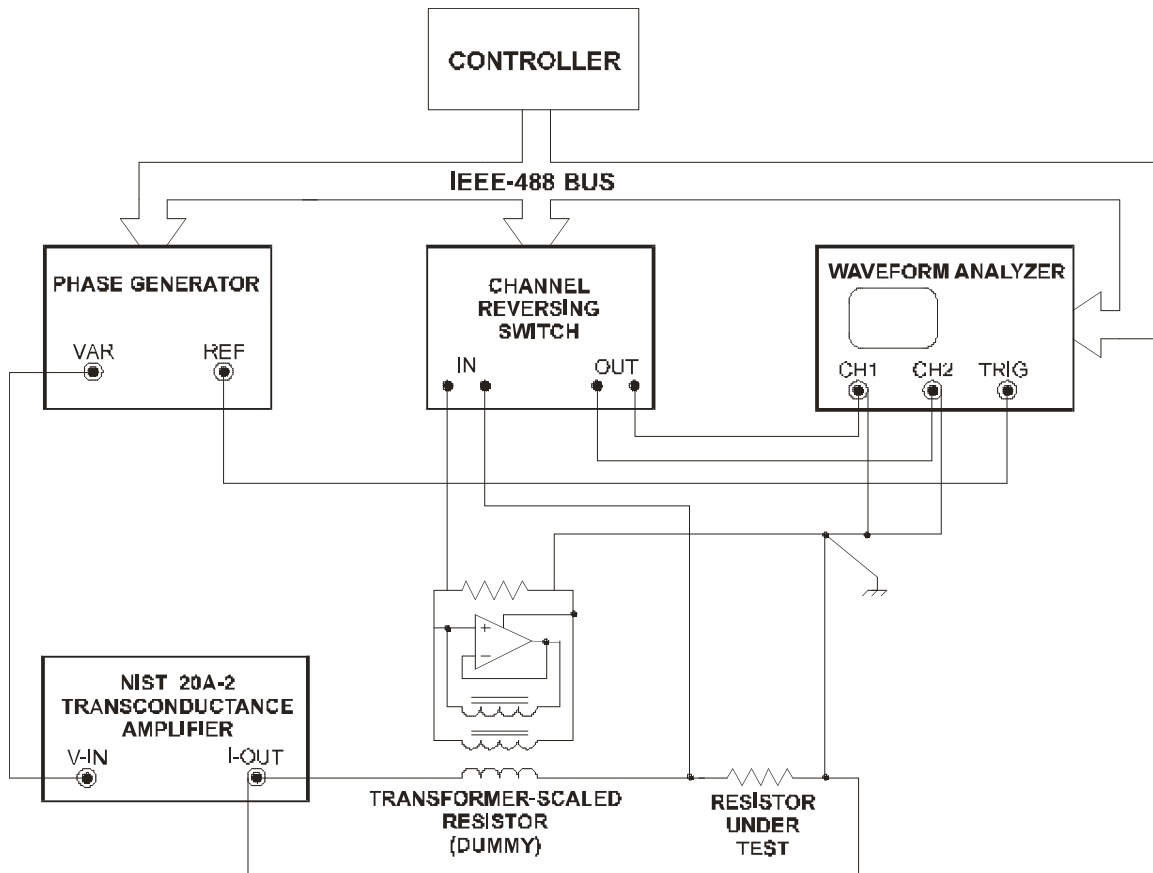 CONTROLLER
IEEE-488 BUS
PHASE GENERATOR
VAR
REF
CHANNEL
REVERSING
SWITCH
IN
OUT
WAVEFORM ANALYZER
CH1
CH2
TRIG
+
−
NIST 20A-2
TRANSCONDUCTANCE
AMPLIFIER
V-IN
I-OUT
TRANSFORMER-SCALED
RESISTOR
(DUMMY)
RESISTOR
UNDER
TEST